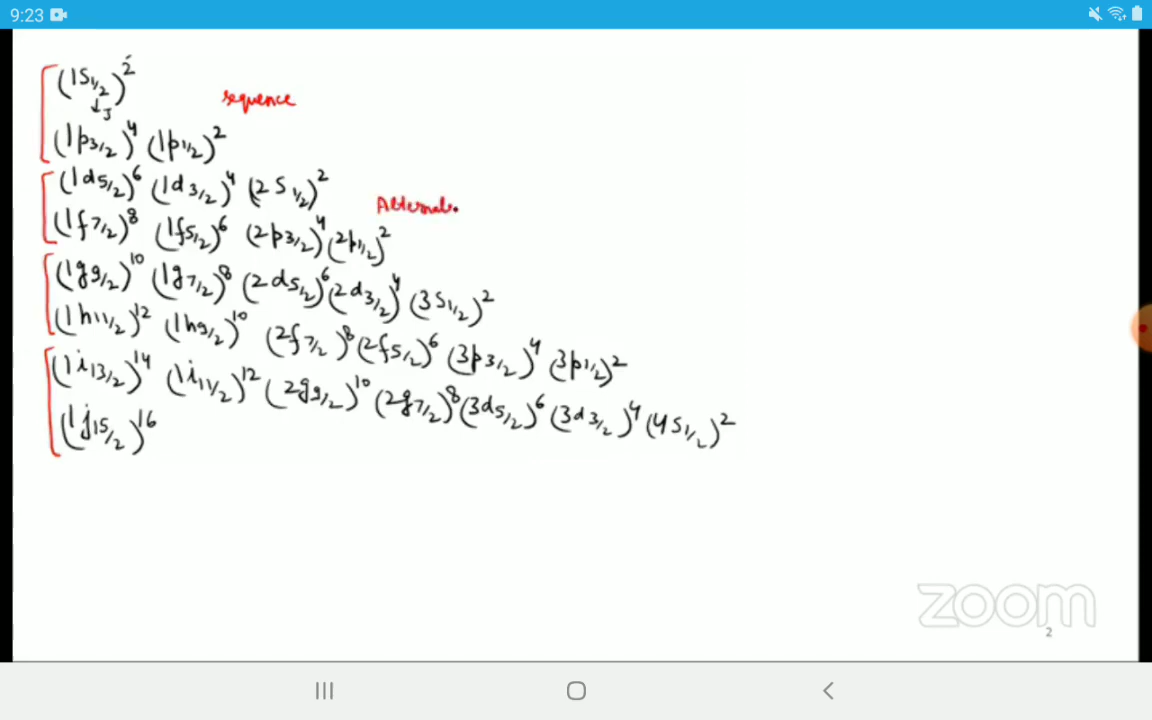 9:23
(1S1/2)2
↓J
sequence
(1p3/2)4 (1p1/2)2
(1d5/2)6 (1d3/2)4 (2S1/2)2
Alternate
(1f7/2)8 (1f5/2)6 (2p3/2)4 (2p1/2)2
(1g9/2)10 (1g7/2)8 (2d5/2)6 (2d3/2)4 (3S1/2)2
(1h11/2)12 (1h9/2)10 (2f7/2)8 (2f5/2)6 (3p3/2)4 (3p1/2)2
(1i13/2)14 (1i11/2)12 (2g9/2)10 (2g7/2)8 (3d5/2)6 (3d3/2)4 (4S1/2)2
(1j15/2)16
zoom
2